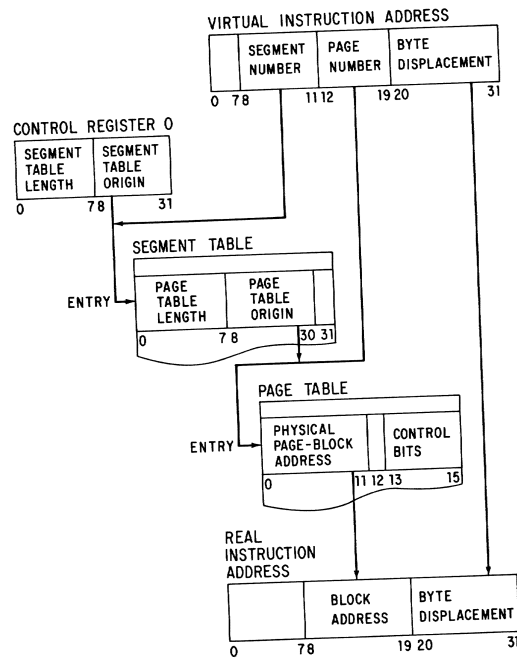 VIRTUAL INSTRUCTION ADDRESS
SEGMENT NUMBER
PAGE NUMBER
BYTE DISPLACEMENT
0 7 8 11 12 19 20 31
CONTROL REGISTER 0
SEGMENT TABLE LENGTH
SEGMENT TABLE ORIGIN
0 7 8 31
SEGMENT TABLE
ENTRY
PAGE TABLE LENGTH
PAGE TABLE ORIGIN
0 7 8 30 31
PAGE TABLE
ENTRY
PHYSICAL PAGE-BLOCK ADDRESS
CONTROL BITS
0 11 12 13 15
REAL INSTRUCTION ADDRESS
BLOCK ADDRESS
BYTE DISPLACEMENT
0 7 8 19 20 31